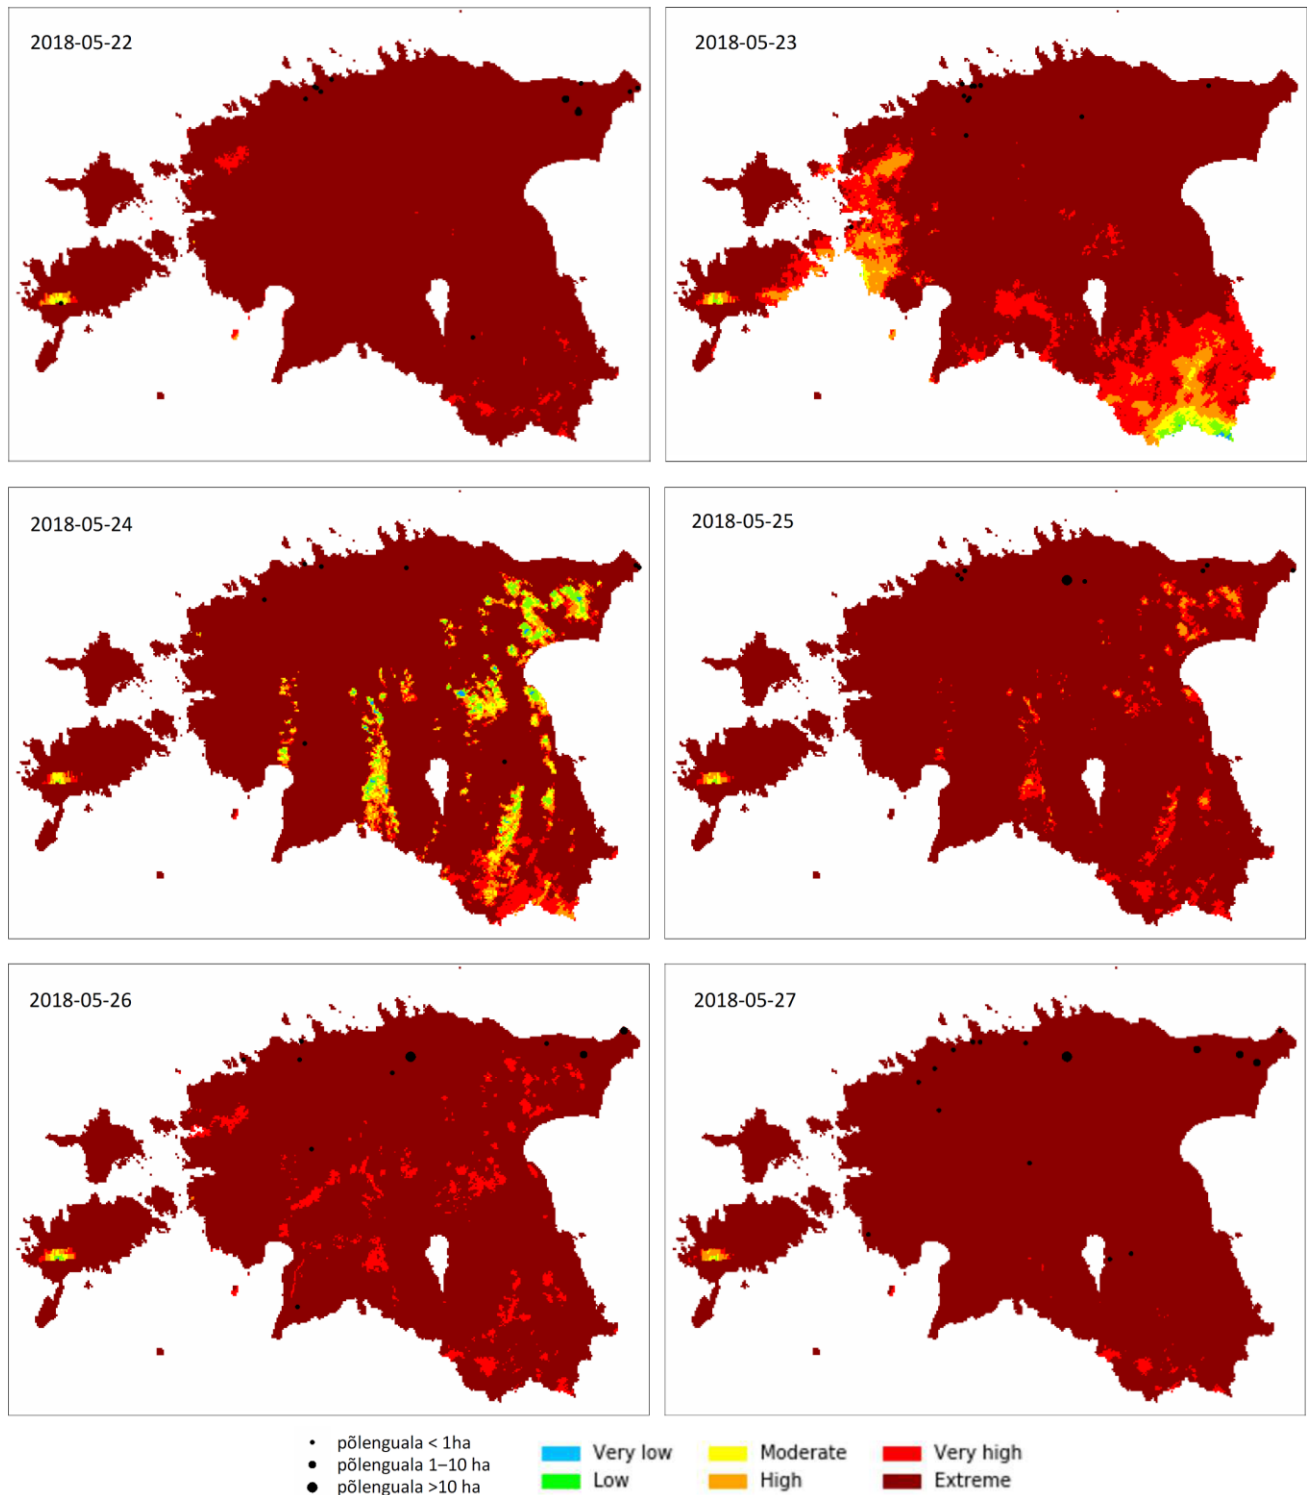 2018-05-22
2018-05-23
2018-05-24
2018-05-25
2018-05-26
2018-05-27
põlenguala < 1ha
põlenguala 1–10 ha
põlenguala >10 ha
Very low
Low
Moderate
High
Very high
Extreme